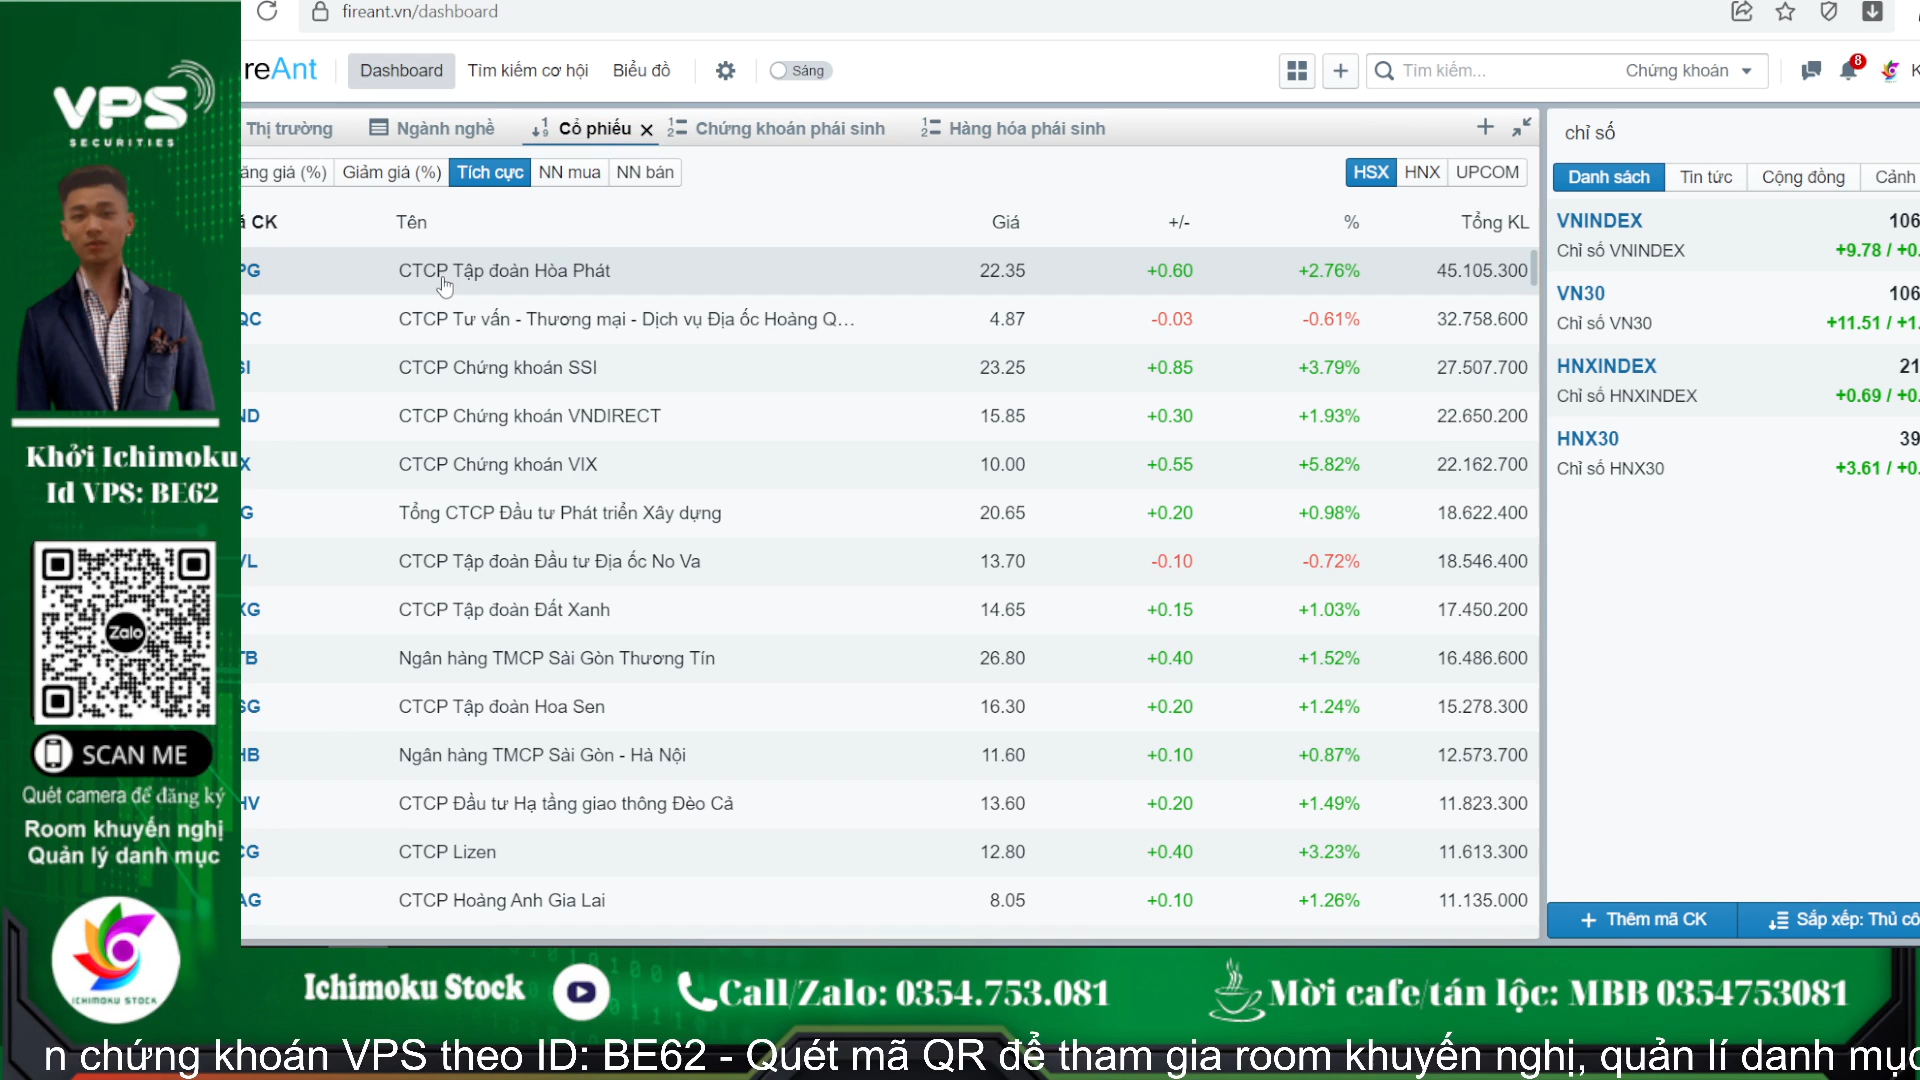 fireant.vn/dashboard
reAnt
Dashboard
Tìm kiếm cơ hội
Biểu đồ
Sáng
Tìm kiếm...
Chứng khoán
8
K
Thị trường
Ngành nghề
Cổ phiếu
Chứng khoán phái sinh
Hàng hóa phái sinh
ăng giá (%)
Giảm giá (%)
Tích cực
NN mua
NN bán
HSX
HNX
UPCOM
CK
Tên
Giá
+/-
%
Tổng KL
PG CTCP Tập đoàn Hòa Phát 22.35 +0.60 +2.76% 45.105.300
QC CTCP Tư vấn - Thương mại - Dịch vụ Địa ốc Hoàng Q... 4.87 -0.03 -0.61% 32.758.600
SI CTCP Chứng khoán SSI 23.25 +0.85 +3.79% 27.507.700
ND CTCP Chứng khoán VNDIRECT 15.85 +0.30 +1.93% 22.650.200
X CTCP Chứng khoán VIX 10.00 +0.55 +5.82% 22.162.700
G Tổng CTCP Đầu tư Phát triển Xây dựng 20.65 +0.20 +0.98% 18.622.400
VL CTCP Tập đoàn Đầu tư Địa ốc No Va 13.70 -0.10 -0.72% 18.546.400
XG CTCP Tập đoàn Đất Xanh 14.65 +0.15 +1.03% 17.450.200
TB Ngân hàng TMCP Sài Gòn Thương Tín 26.80 +0.40 +1.52% 16.486.600
SG CTCP Tập đoàn Hoa Sen 16.30 +0.20 +1.24% 15.278.300
HB Ngân hàng TMCP Sài Gòn - Hà Nội 11.60 +0.10 +0.87% 12.573.700
HV CTCP Đầu tư Hạ tầng giao thông Đèo Cả 13.60 +0.20 +1.49% 11.823.300
CG CTCP Lizen 12.80 +0.40 +3.23% 11.613.300
AG CTCP Hoàng Anh Gia Lai 8.05 +0.10 +1.26% 11.135.000
chỉ số
Danh sách
Tin tức
Cộng đồng
Cảnh
VNINDEX 106
Chỉ số VNINDEX +9.78 / +0.
VN30 106
Chỉ số VN30 +11.51 / +1.
HNXINDEX 21
Chỉ số HNXINDEX +0.69 / +0.
HNX30 39
Chỉ số HNX30 +3.61 / +0.
+ Thêm mã CK
Sắp xếp: Thủ cô
VPS
SECURITIES
Khởi Ichimoku
Id VPS: BE62
Zalo
SCAN ME
Quét camera để đăng ký
Room khuyến nghị
Quản lý danh mục
ICHIMOKU STOCK
Ichimoku Stock
Call/Zalo: 0354.753.081
Mời cafe/tán lộc: MBB 0354753081
n chứng khoán VPS theo ID: BE62 - Quét mã QR để tham gia room khuyến nghị, quản lí danh mục